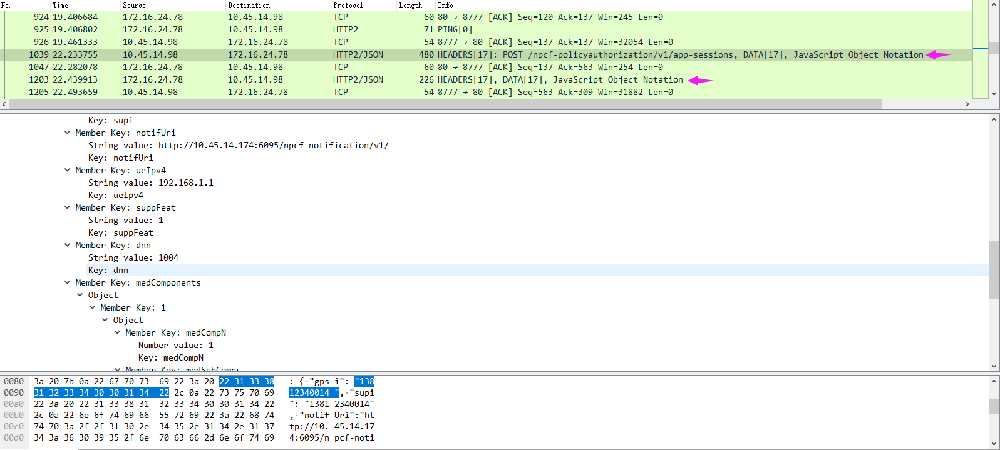 No. Time Source Destination Protocol Length Info
924 19.406684 172.16.24.78 10.45.14.98 TCP 60 80 → 8777 [ACK] Seq=120 Ack=137 Win=245 Len=0
925 19.406802 172.16.24.78 10.45.14.98 HTTP2 71 PING[0]
926 19.461333 10.45.14.98 172.16.24.78 TCP 54 8777 → 80 [ACK] Seq=137 Ack=137 Win=32054 Len=0
1039 22.233755 10.45.14.98 172.16.24.78 HTTP2/JSON 480 HEADERS[17]: POST /npcf-policyauthorization/v1/app-sessions, DATA[17], JavaScript Object Notation
1047 22.282078 172.16.24.78 10.45.14.98 TCP 60 80 → 8777 [ACK] Seq=137 Ack=563 Win=254 Len=0
1203 22.439913 172.16.24.78 10.45.14.98 HTTP2/JSON 226 HEADERS[17], DATA[17], JavaScript Object Notation
1205 22.493659 10.45.14.98 172.16.24.78 TCP 54 8777 → 80 [ACK] Seq=563 Ack=309 Win=31882 Len=0
Key: supi
Member Key: notifUri
String value: http://10.45.14.174:6095/npcf-notification/v1/
Key: notifUri
Member Key: ueIpv4
String value: 192.168.1.1
Key: ueIpv4
Member Key: suppFeat
String value: 1
Key: suppFeat
Member Key: dnn
String value: 1004
Key: dnn
Member Key: medComponents
Object
Member Key: 1
Object
Member Key: medCompN
Number value: 1
Key: medCompN
Member Key: medSubComps
0080 3a 20 7b 0a 22 67 70 73 69 22 3a 20 22 31 33 38 : {·"gps i": "138
0090 31 32 33 34 30 30 31 34 22 2c 0a 22 73 75 70 69 12340014 ",·"supi
00a0 22 3a 20 22 31 33 38 31 32 33 34 30 30 31 34 22 ": "1381 2340014"
00b0 2c 0a 22 6e 6f 74 69 66 55 72 69 22 3a 22 68 74 ,·"notif Uri":"ht
00c0 74 70 3a 2f 2f 31 30 2e 34 35 2e 31 34 2e 31 37 tp://10. 45.14.17
00d0 34 3a 36 30 39 35 2f 6e 70 63 66 2d 6e 6f 74 69 4:6095/n pcf-noti